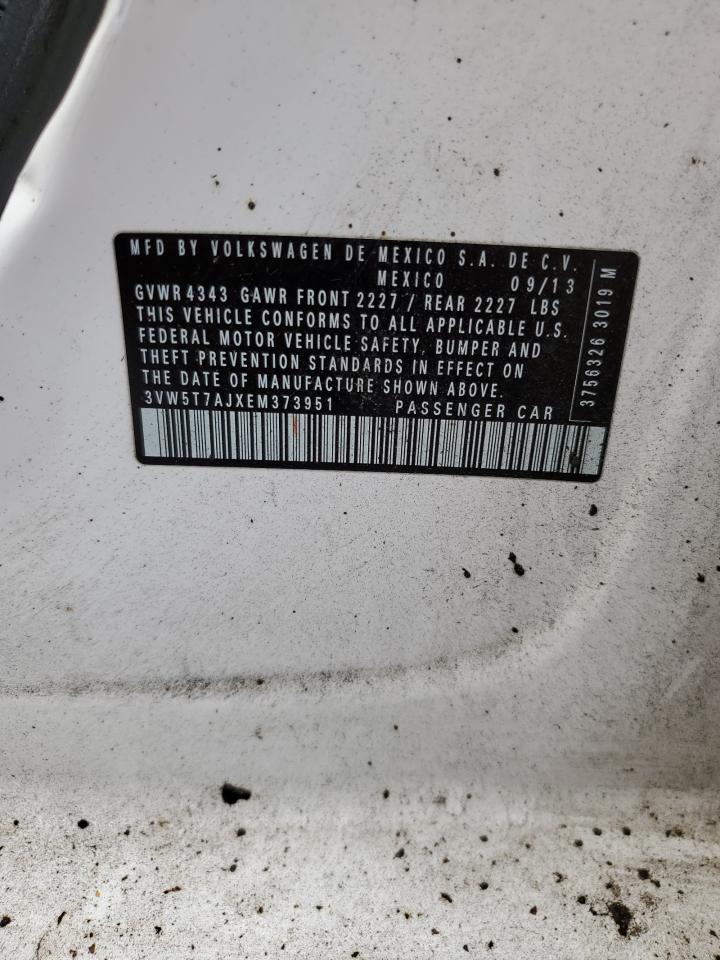 MFD BY VOLKSWAGEN DE MEXICO S.A. DE C.V.
MEXICO 09/13
GVWR 4343 GAWR FRONT 2227 / REAR 2227 LBS
THIS VEHICLE CONFORMS TO ALL APPLICABLE U.S.
FEDERAL MOTOR VEHICLE SAFETY, BUMPER AND
THEFT PREVENTION STANDARDS IN EFFECT ON
THE DATE OF MANUFACTURE SHOWN ABOVE.
3VW5T7AJXEM373951 PASSENGER CAR
3756326 3019 M